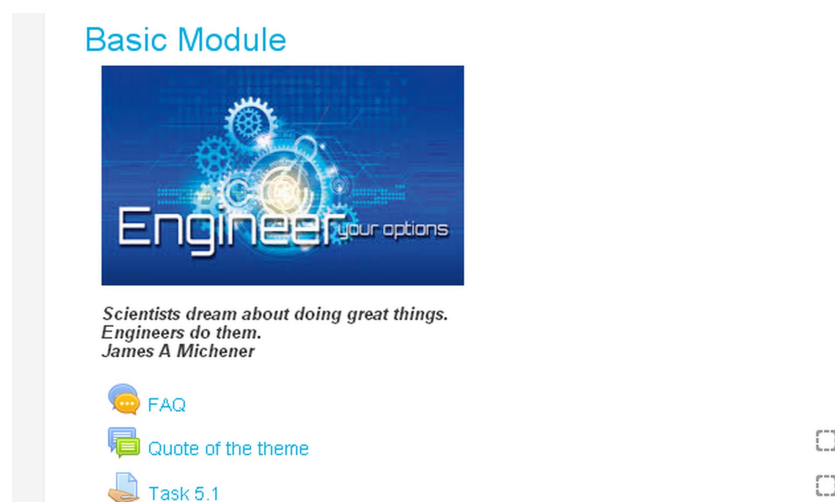 Basic Module
Engineer your options
Scientists dream about doing great things.
Engineers do them.
James A Michener
FAQ
Quote of the theme
Task 5.1